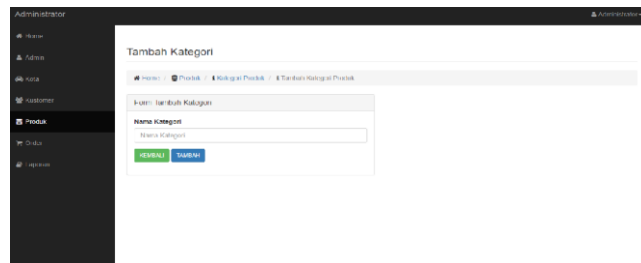 Administrator
Administrator
Home
Admin
Kota
Kustomer
Produk
Order
Laporan
Tambah Kategori
Home / Produk / Kategori Produk / Tambah Kategori Produk
Form Tambah Kategori
Nama Kategori
Nama Kategori
KEMBALI TAMBAH